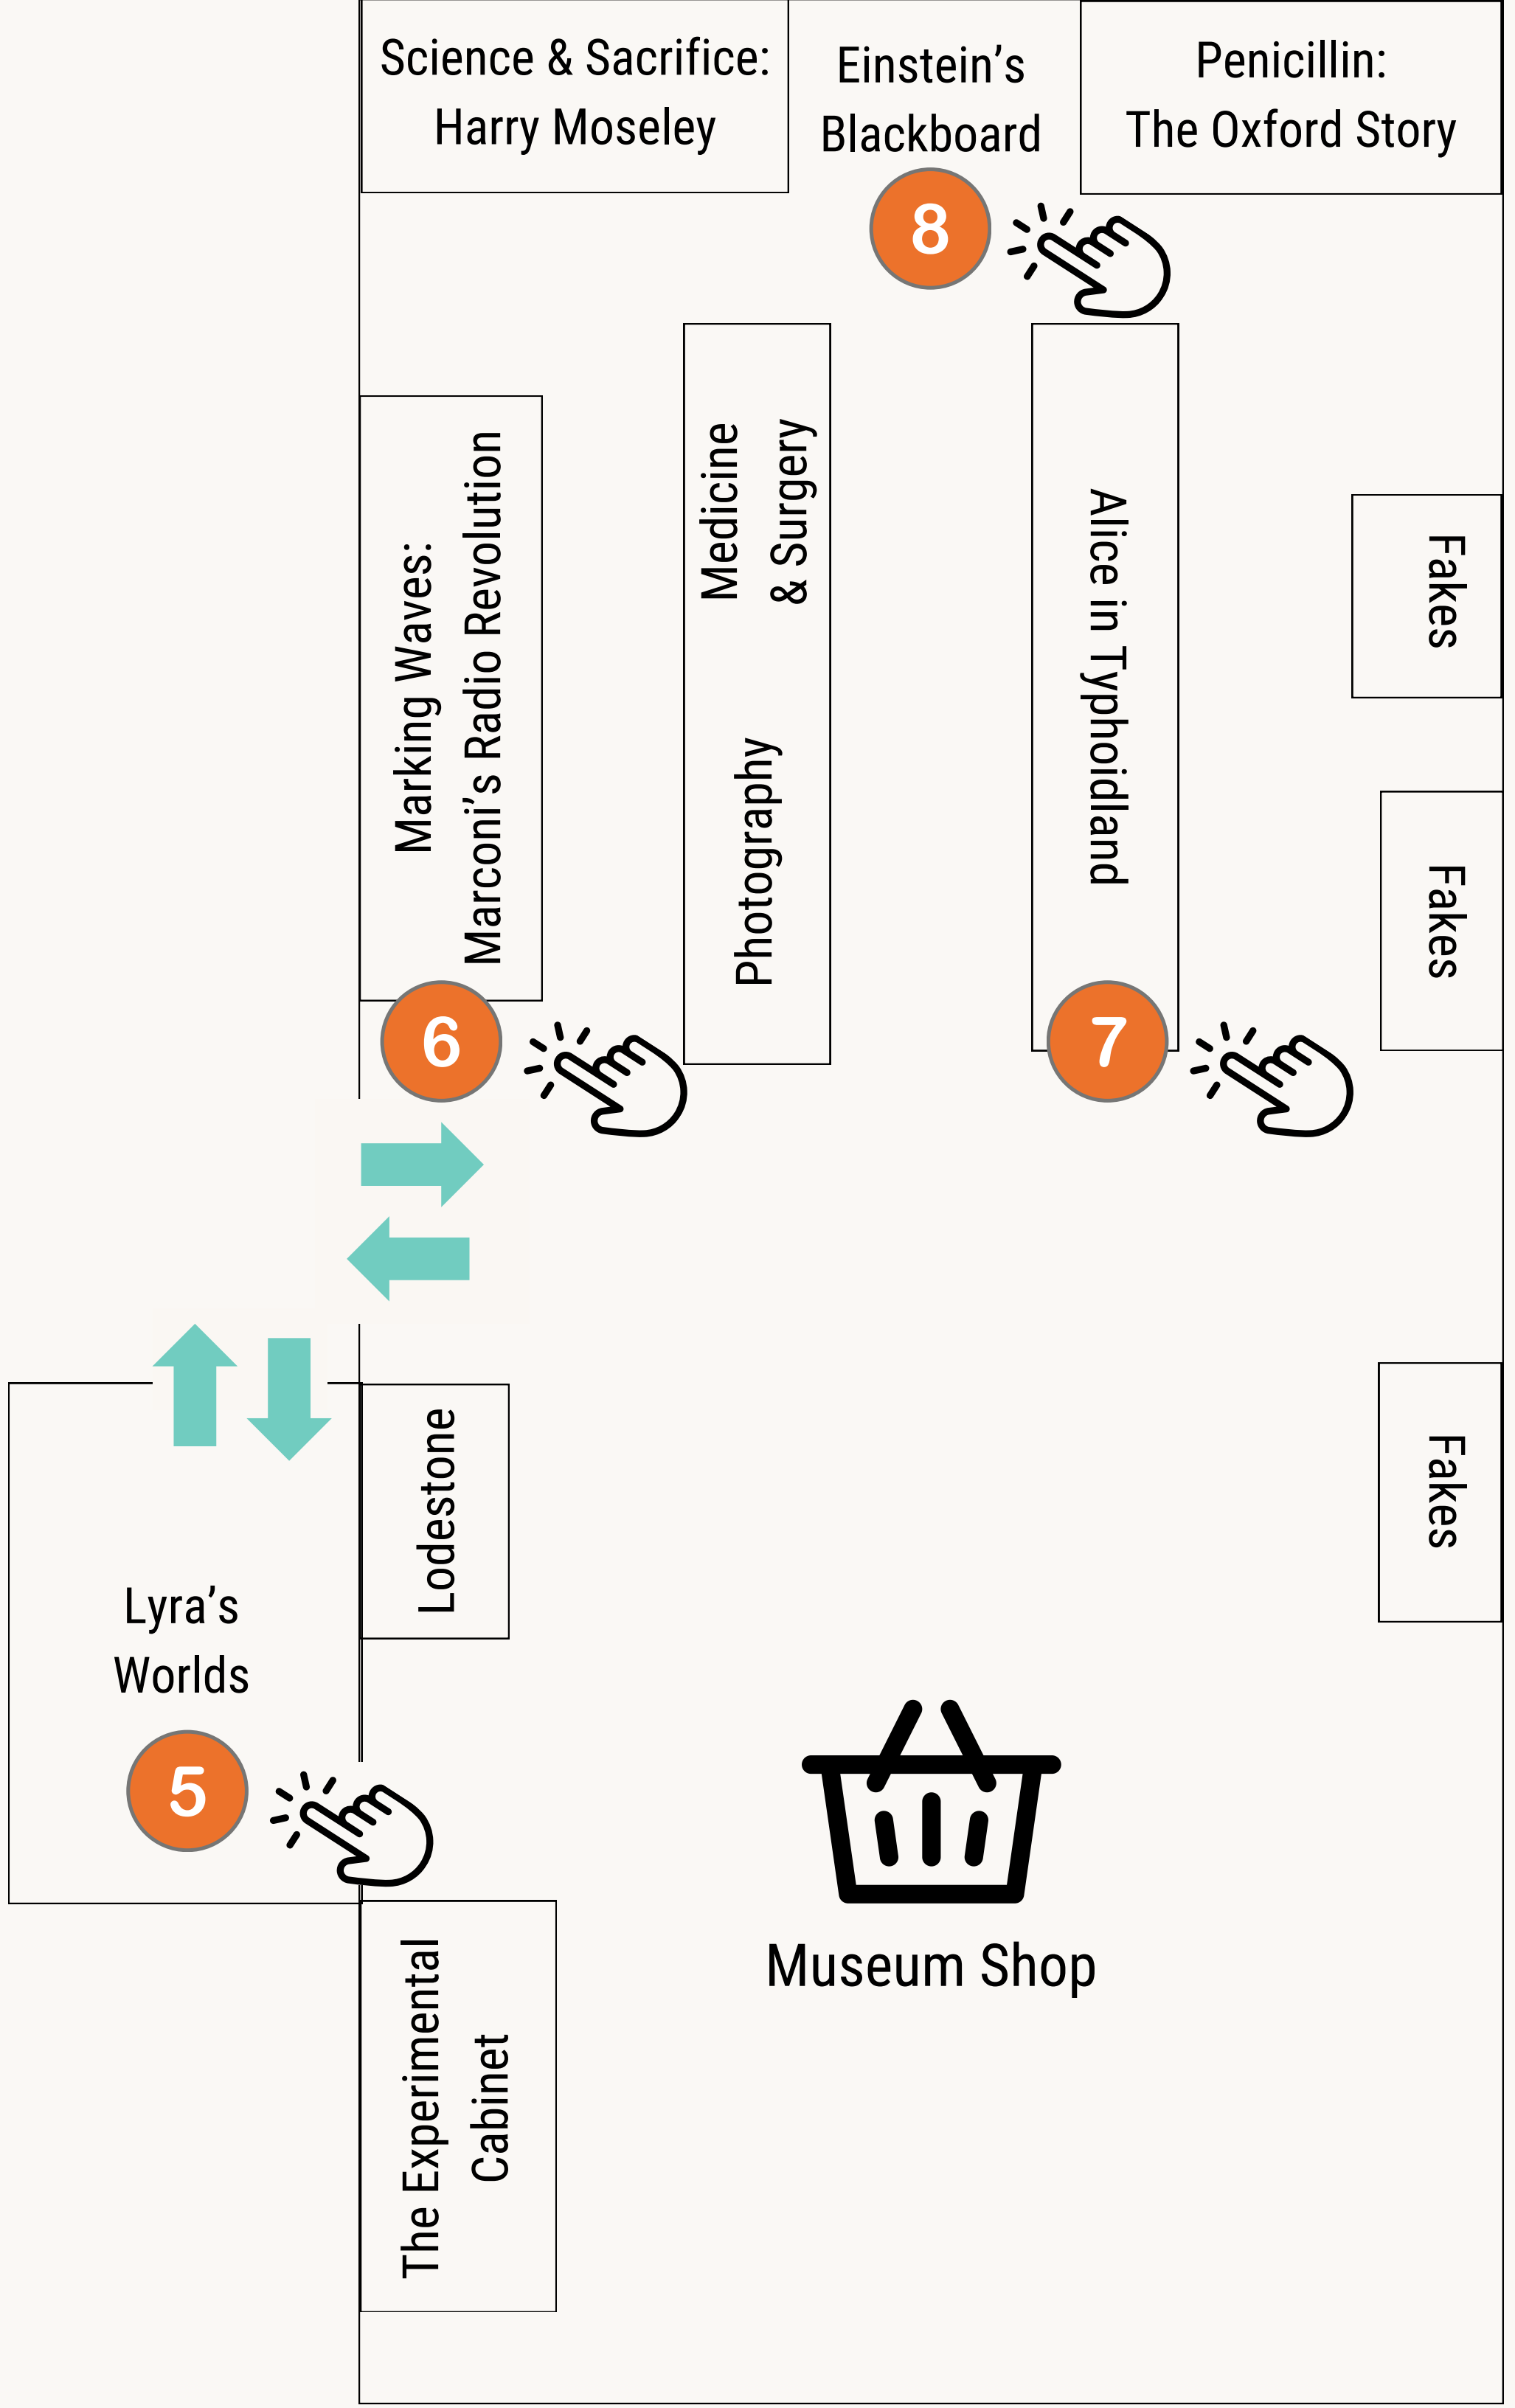 Science & Sacrifice:
Harry Moseley
Einstein’s
Blackboard
Penicillin:
The Oxford Story
8
Marking Waves:
Marconi’s Radio Revolution
Medicine
& Surgery
Photography
Alice in Typhoidland
Fakes
Fakes
6
7
Lodestone
Fakes
Lyra’s
Worlds
5
Museum Shop
The Experimental
Cabinet